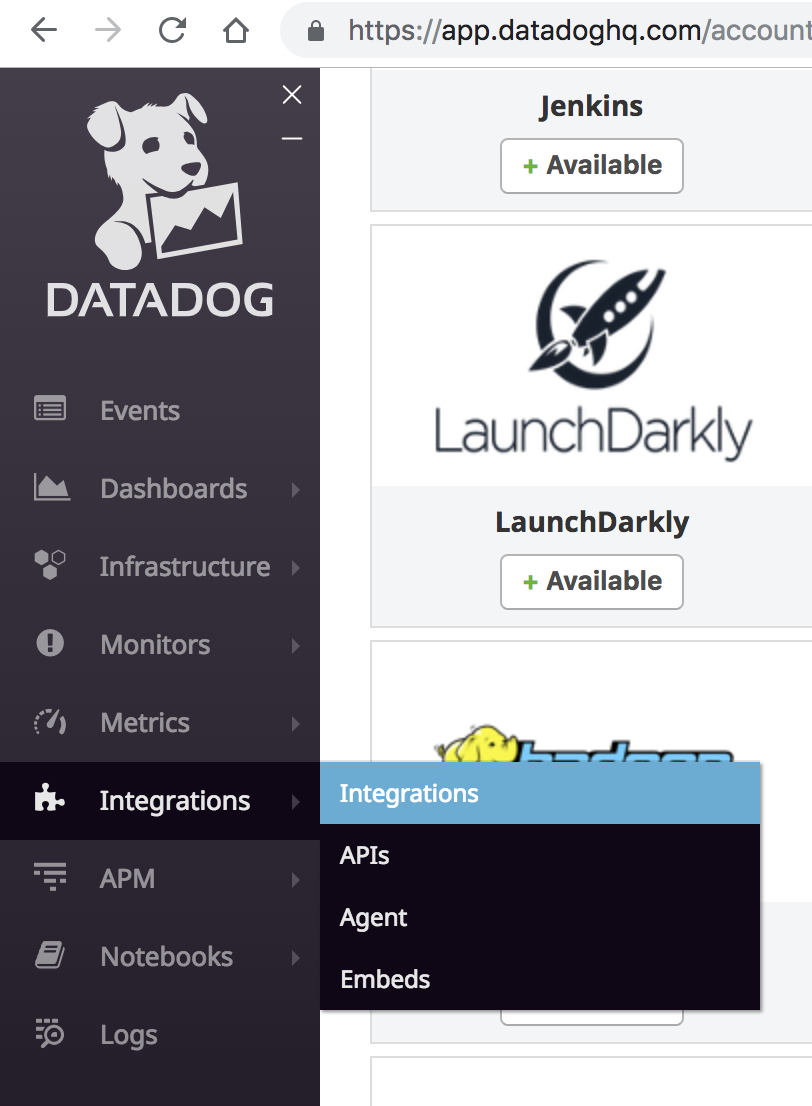 https://app.datadoghq.com/account
DATADOG
Events
Dashboards
Infrastructure
Monitors
Metrics
Integrations
APM
Notebooks
Logs
Integrations
APIs
Agent
Embeds
Jenkins
+ Available
LaunchDarkly
LaunchDarkly
+ Available
hadoop